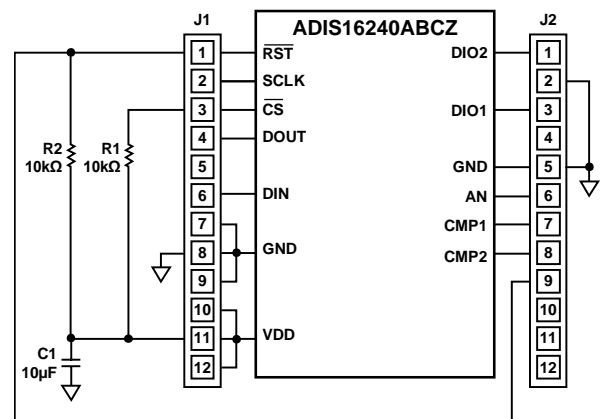 J1
ADIS16240ABCZ
J2
1
RST
DIO2
1
2
SCLK
2
3
CS
DIO1
3
R2
10kΩ
R1
10kΩ
4
DOUT
4
5
GND
5
6
DIN
AN
6
7
CMP1
7
8
GND
CMP2
8
9
9
10
10
11
VDD
11
C1
10µF
12
12